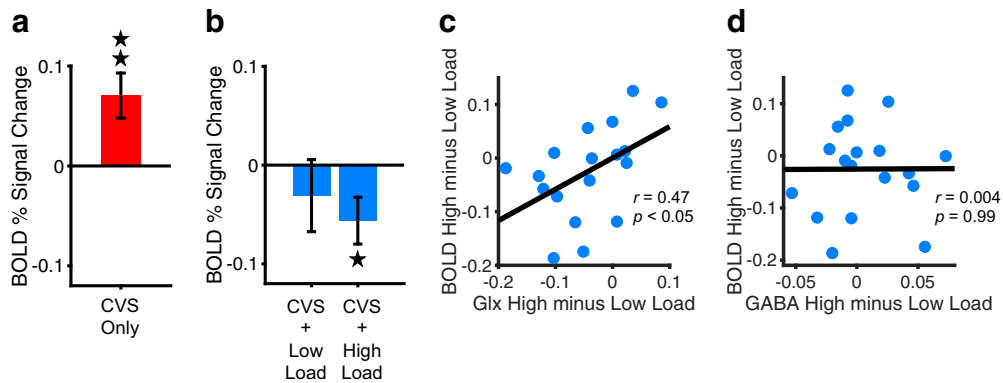 a
BOLD % Signal Change
0.1
0
-0.1
★
★
CVS
Only
b
BOLD % Signal Change
0.1
0
-0.1
★
CVS
+
Low
Load
CVS
+
High
Load
c
BOLD High minus Low Load
0.1
0
-0.1
-0.2
r = 0.47
p < 0.05
-0.2 -0.1 0 0.1
Glx High minus Low Load
d
BOLD High minus Low Load
0.1
0
-0.1
-0.2
r = 0.004
p = 0.99
-0.05 0 0.05
GABA High minus Low Load